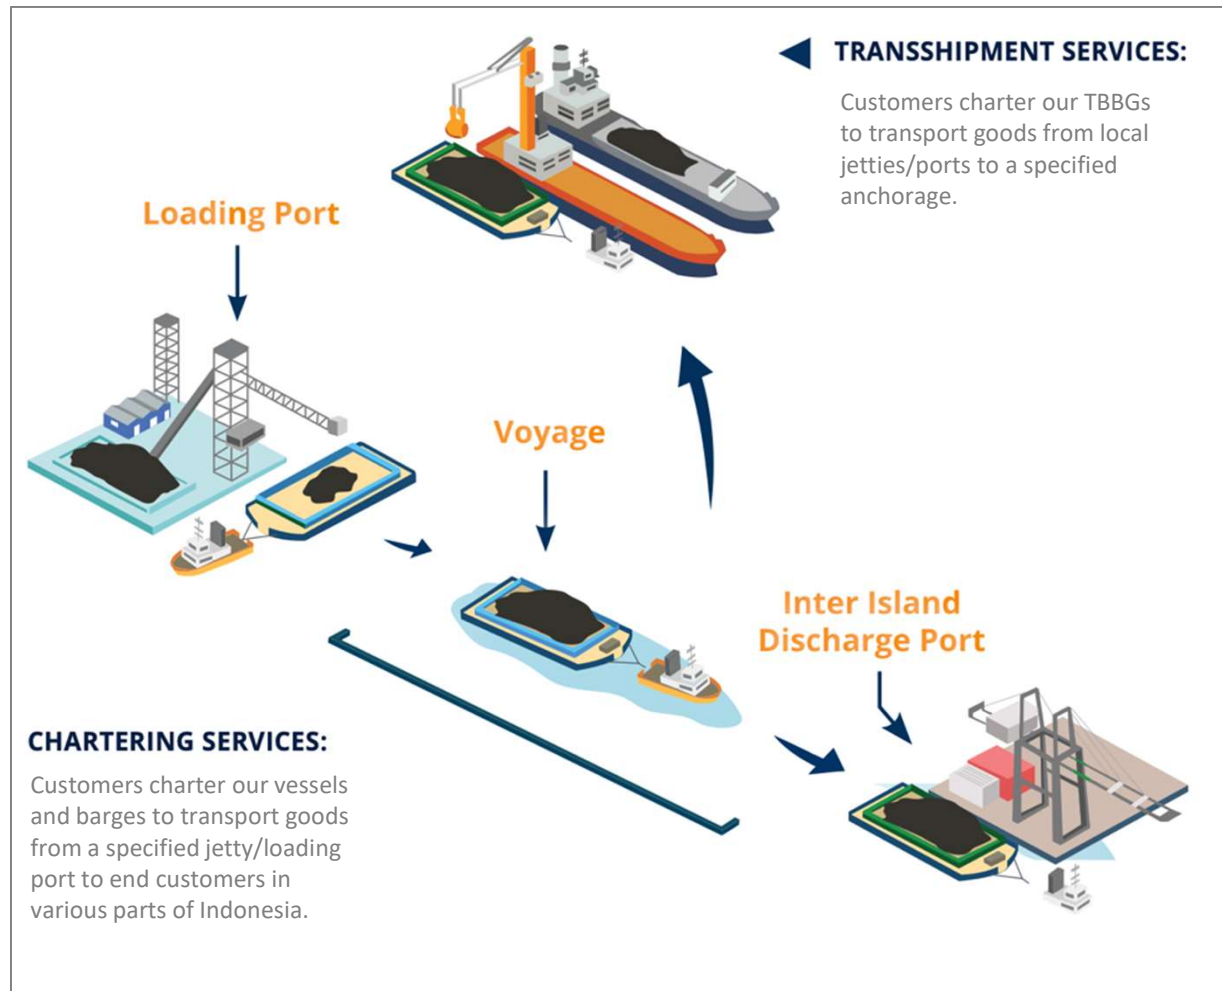 TRANSSHIPMENT SERVICES:
Customers charter our TBBGs
to transport goods from local
jetties/ports to a specified
anchorage.
Loading Port
Voyage
Inter Island
Discharge Port
CHARTERING SERVICES:
Customers charter our vessels
and barges to transport goods
from a specified jetty/loading
port to end customers in
various parts of Indonesia.